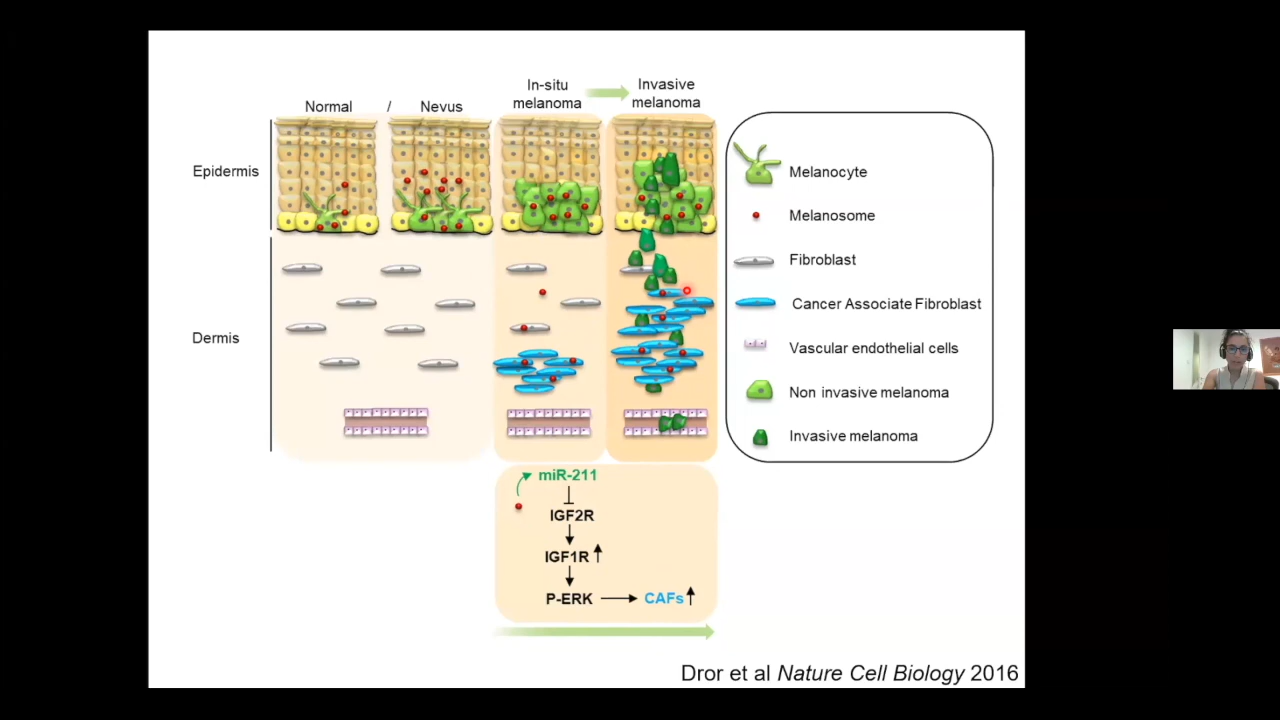 Normal / Nevus
In-situ
melanoma
Invasive
melanoma
Epidermis
Dermis
Melanocyte
Melanosome
Fibroblast
Cancer Associate Fibroblast
Vascular endothelial cells
Non invasive melanoma
Invasive melanoma
miR-211
IGF2R
IGF1R
P-ERK
CAFs
Dror et al Nature Cell Biology 2016